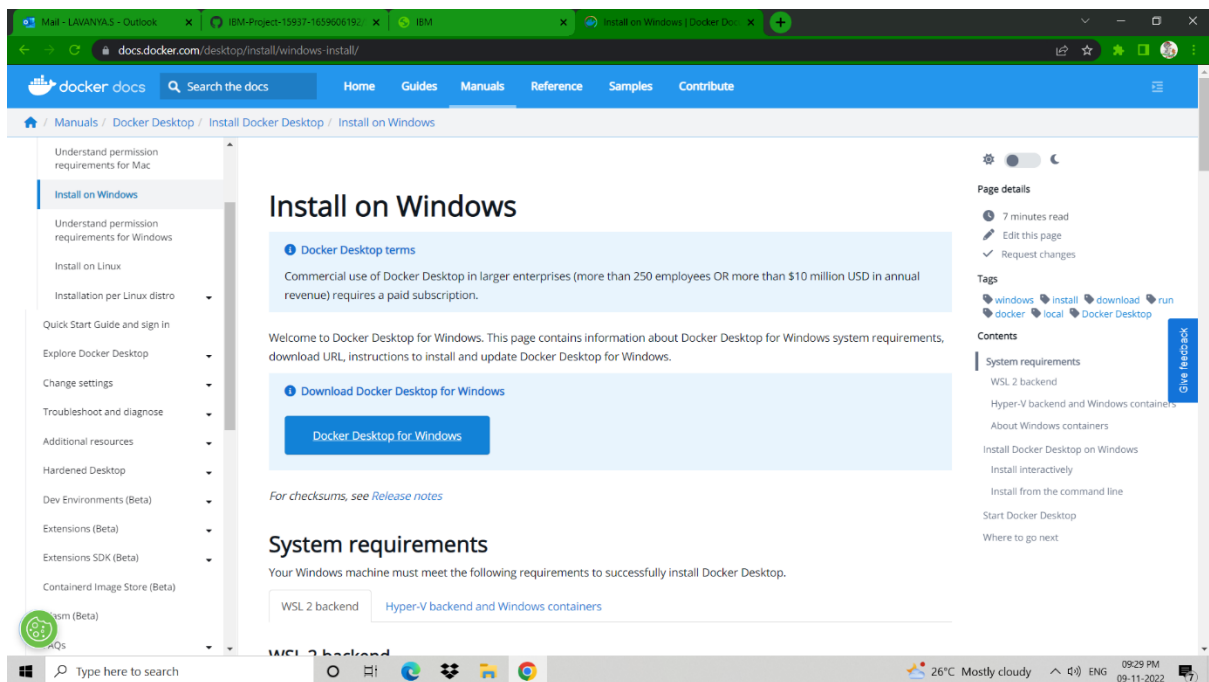 Mail - LAVANYA.S - Outlook
IBM-Project-15937-1659606192/
IBM
Install on Windows | Docker Doc
docs.docker.com/desktop/install/windows-install/
docker docs
Search the docs
Home
Guides
Manuals
Reference
Samples
Contribute
/ Manuals / Docker Desktop / Install Docker Desktop / Install on Windows
Understand permission
requirements for Mac
Install on Windows
Understand permission
requirements for Windows
Install on Linux
Installation per Linux distro
Quick Start Guide and sign in
Explore Docker Desktop
Change settings
Troubleshoot and diagnose
Additional resources
Hardened Desktop
Dev Environments (Beta)
Extensions (Beta)
Extensions SDK (Beta)
Containerd Image Store (Beta)
asm (Beta)
AQs
Install on Windows
Docker Desktop terms
Commercial use of Docker Desktop in larger enterprises (more than 250 employees OR more than $10 million USD in annual
revenue) requires a paid subscription.
Welcome to Docker Desktop for Windows. This page contains information about Docker Desktop for Windows system requirements,
download URL, instructions to install and update Docker Desktop for Windows.
Download Docker Desktop for Windows
Docker Desktop for Windows
For checksums, see Release notes
System requirements
Your Windows machine must meet the following requirements to successfully install Docker Desktop.
WSL 2 backend
Hyper-V backend and Windows containers
WSL 2 backend
Page details
7 minutes read
Edit this page
Request changes
Tags
windows install download run
docker local Docker Desktop
Contents
System requirements
WSL 2 backend
Hyper-V backend and Windows containers
About Windows containers
Install Docker Desktop on Windows
Install interactively
Install from the command line
Start Docker Desktop
Where to go next
Give feedback
Type here to search
26°C Mostly cloudy
ENG
09:29 PM
09-11-2022
7